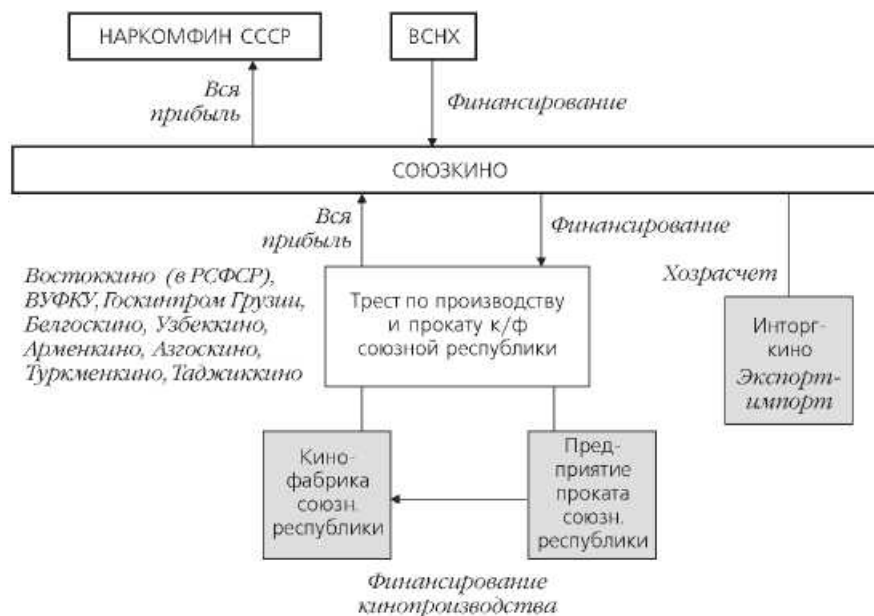 НАРКОМФИН СССР
ВСНХ
Вся
прибыль
Финансирование
СОЮЗКИНО
Вся
прибыль
Финансирование
Хозрасчет
Востоккино (в РСФСР),
ВУФКУ, Госкинпром Грузии,
Белгоскино, Узбеккино,
Арменкино, Азгоскино,
Туркменкино, Таджиккино
Трест по производству
и прокату к/ф
союзной республики
Инторг-
кино
Экспорт-
импорт
Кино-
фабрика
союзн.
республики
Пред-
приятие
проката
союзн.
республики
Финансирование
кинопроизводства